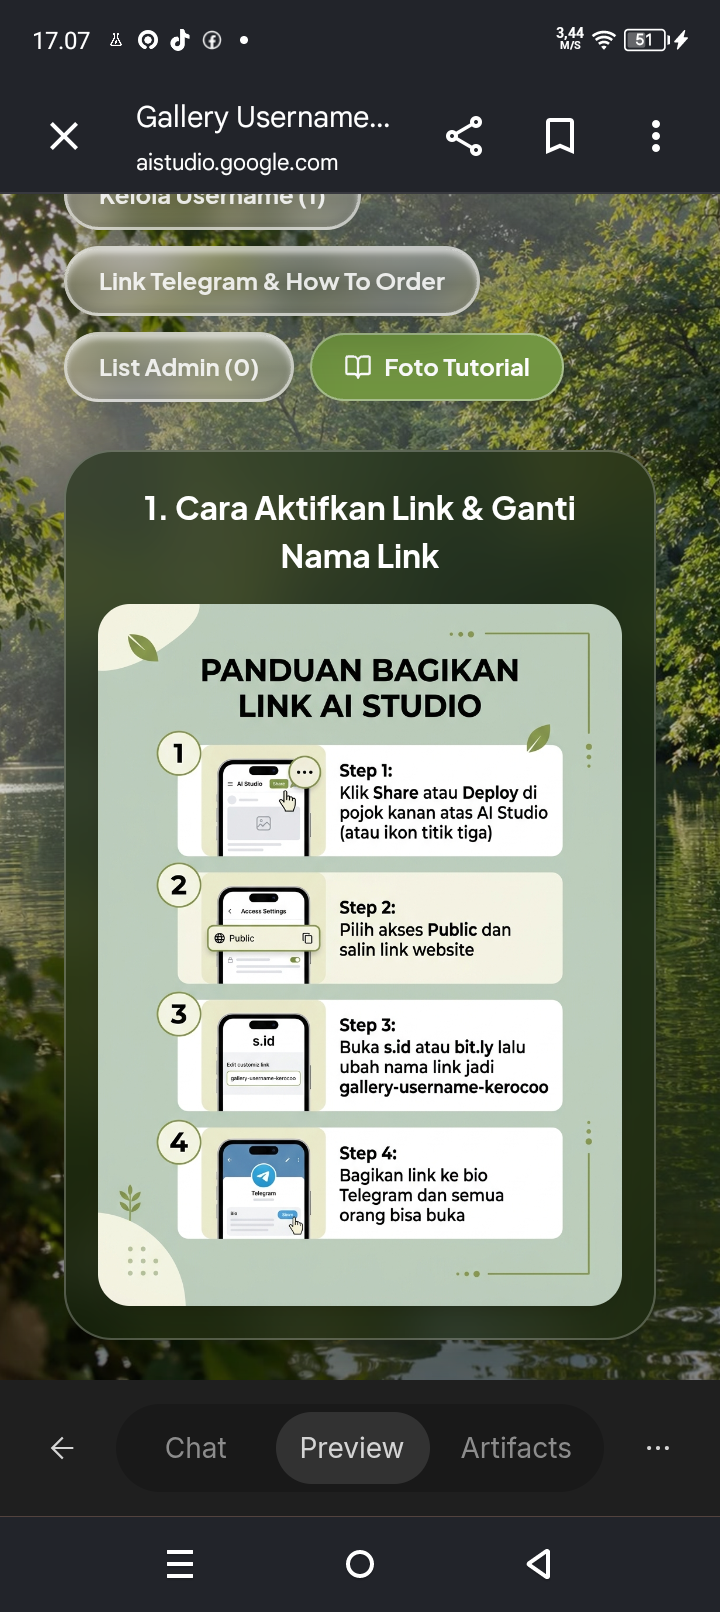 17.07
3,44
M/S
51
Gallery Username...
aistudio.google.com
Kelola Username (1)
Link Telegram & How To Order
List Admin (0)
Foto Tutorial
1. Cara Aktifkan Link & Ganti
Nama Link
PANDUAN BAGIKAN
LINK AI STUDIO
1
AI Studio
Share
Step 1:
Klik Share atau Deploy di
pojok kanan atas AI Studio
(atau ikon titik tiga)
2
Access Settings
Public
Step 2:
Pilih akses Public dan
salin link website
3
s.id
Edit customiz link
gallery-username-kerocoo
Step 3:
Buka s.id atau bit.ly lalu
ubah nama link jadi
gallery-username-kerocoo
4
Telegram
Bio
Step 4:
Bagikan link ke bio
Telegram dan semua
orang bisa buka
Chat
Preview
Artifacts